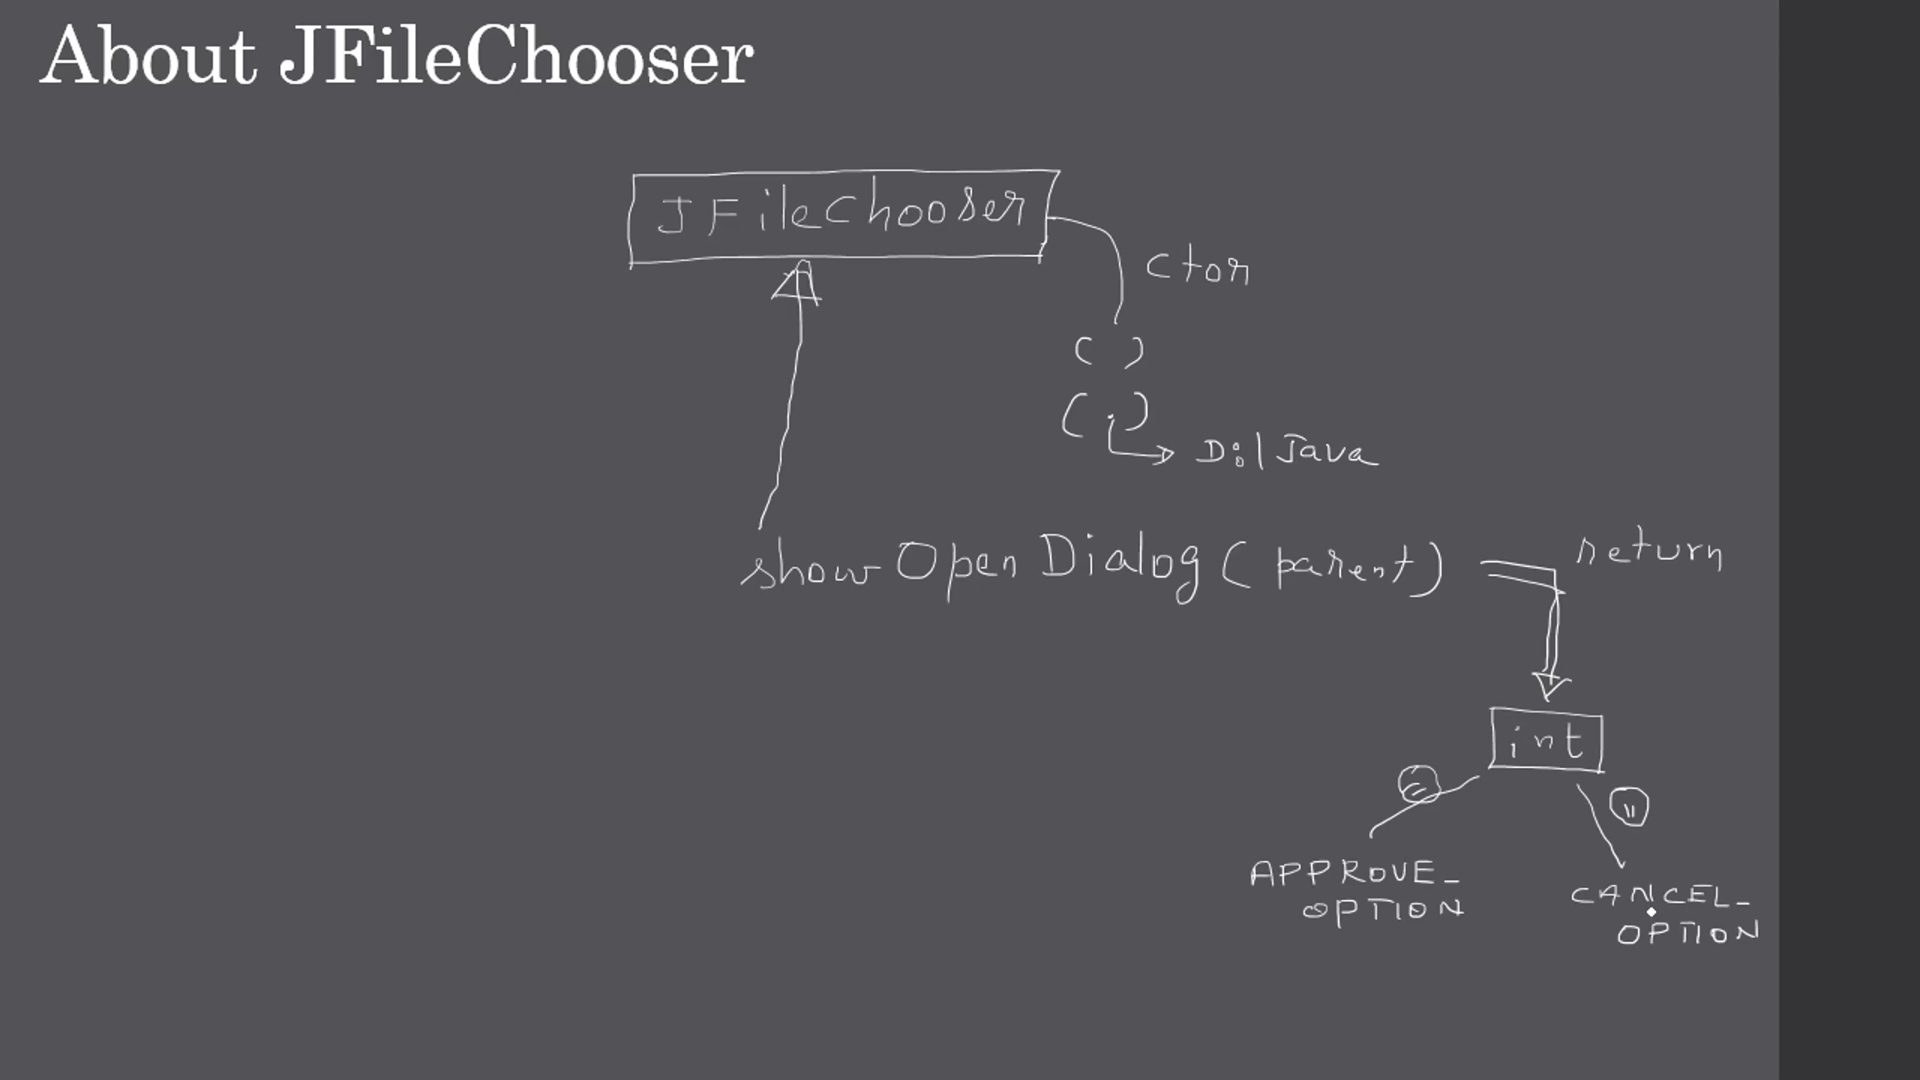 About JFileChooser
JFileChooser
ctor
( )
( )
D:\Java
showOpenDialog(parent)
return
int
APPROVE_
OPTION
CANCEL_
OPTION